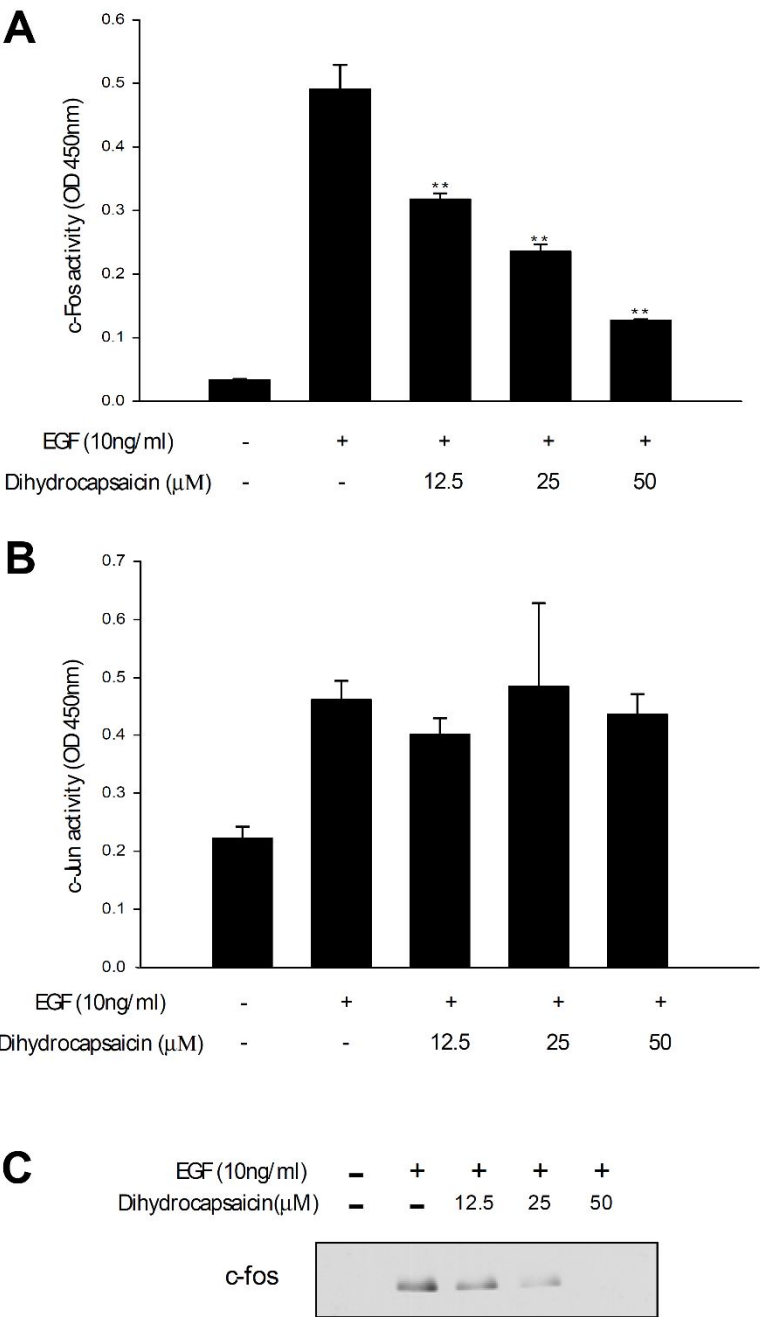 A
c-Fos activity (OD 450nm)
0.6
0.5
0.4
0.3
0.2
0.1
0.0
**
**
**
EGF (10ng/ml) - + + + +
Dihydrocapsaicin (μM) - - 12.5 25 50
B
c-Jun activity (OD 450nm)
0.7
0.6
0.5
0.4
0.3
0.2
0.1
0.0
EGF (10ng/ml) - + + + +
Dihydrocapsaicin (μM) - - 12.5 25 50
C
EGF (10ng/ml) - + + + +
Dihydrocapsaicin(μM) - - 12.5 25 50
c-fos